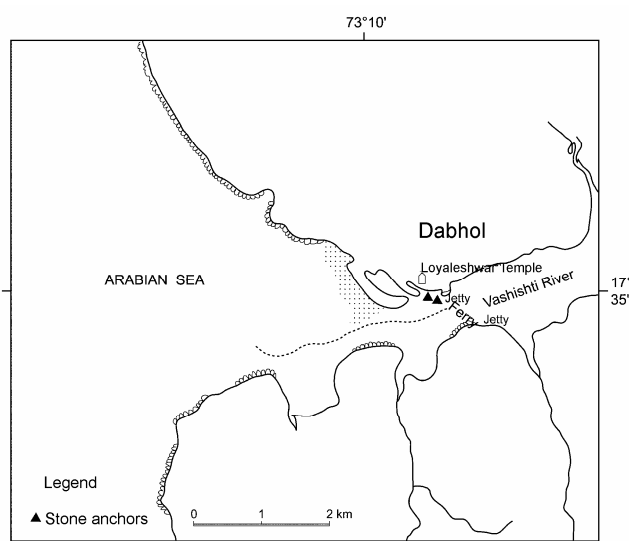 73°10'
Dabhol
Loyaleshwar Temple
ARABIAN SEA
Vashishti River
17°
35'
Jetty
Ferry
Jetty
Legend
Stone anchors
0 1 2 km